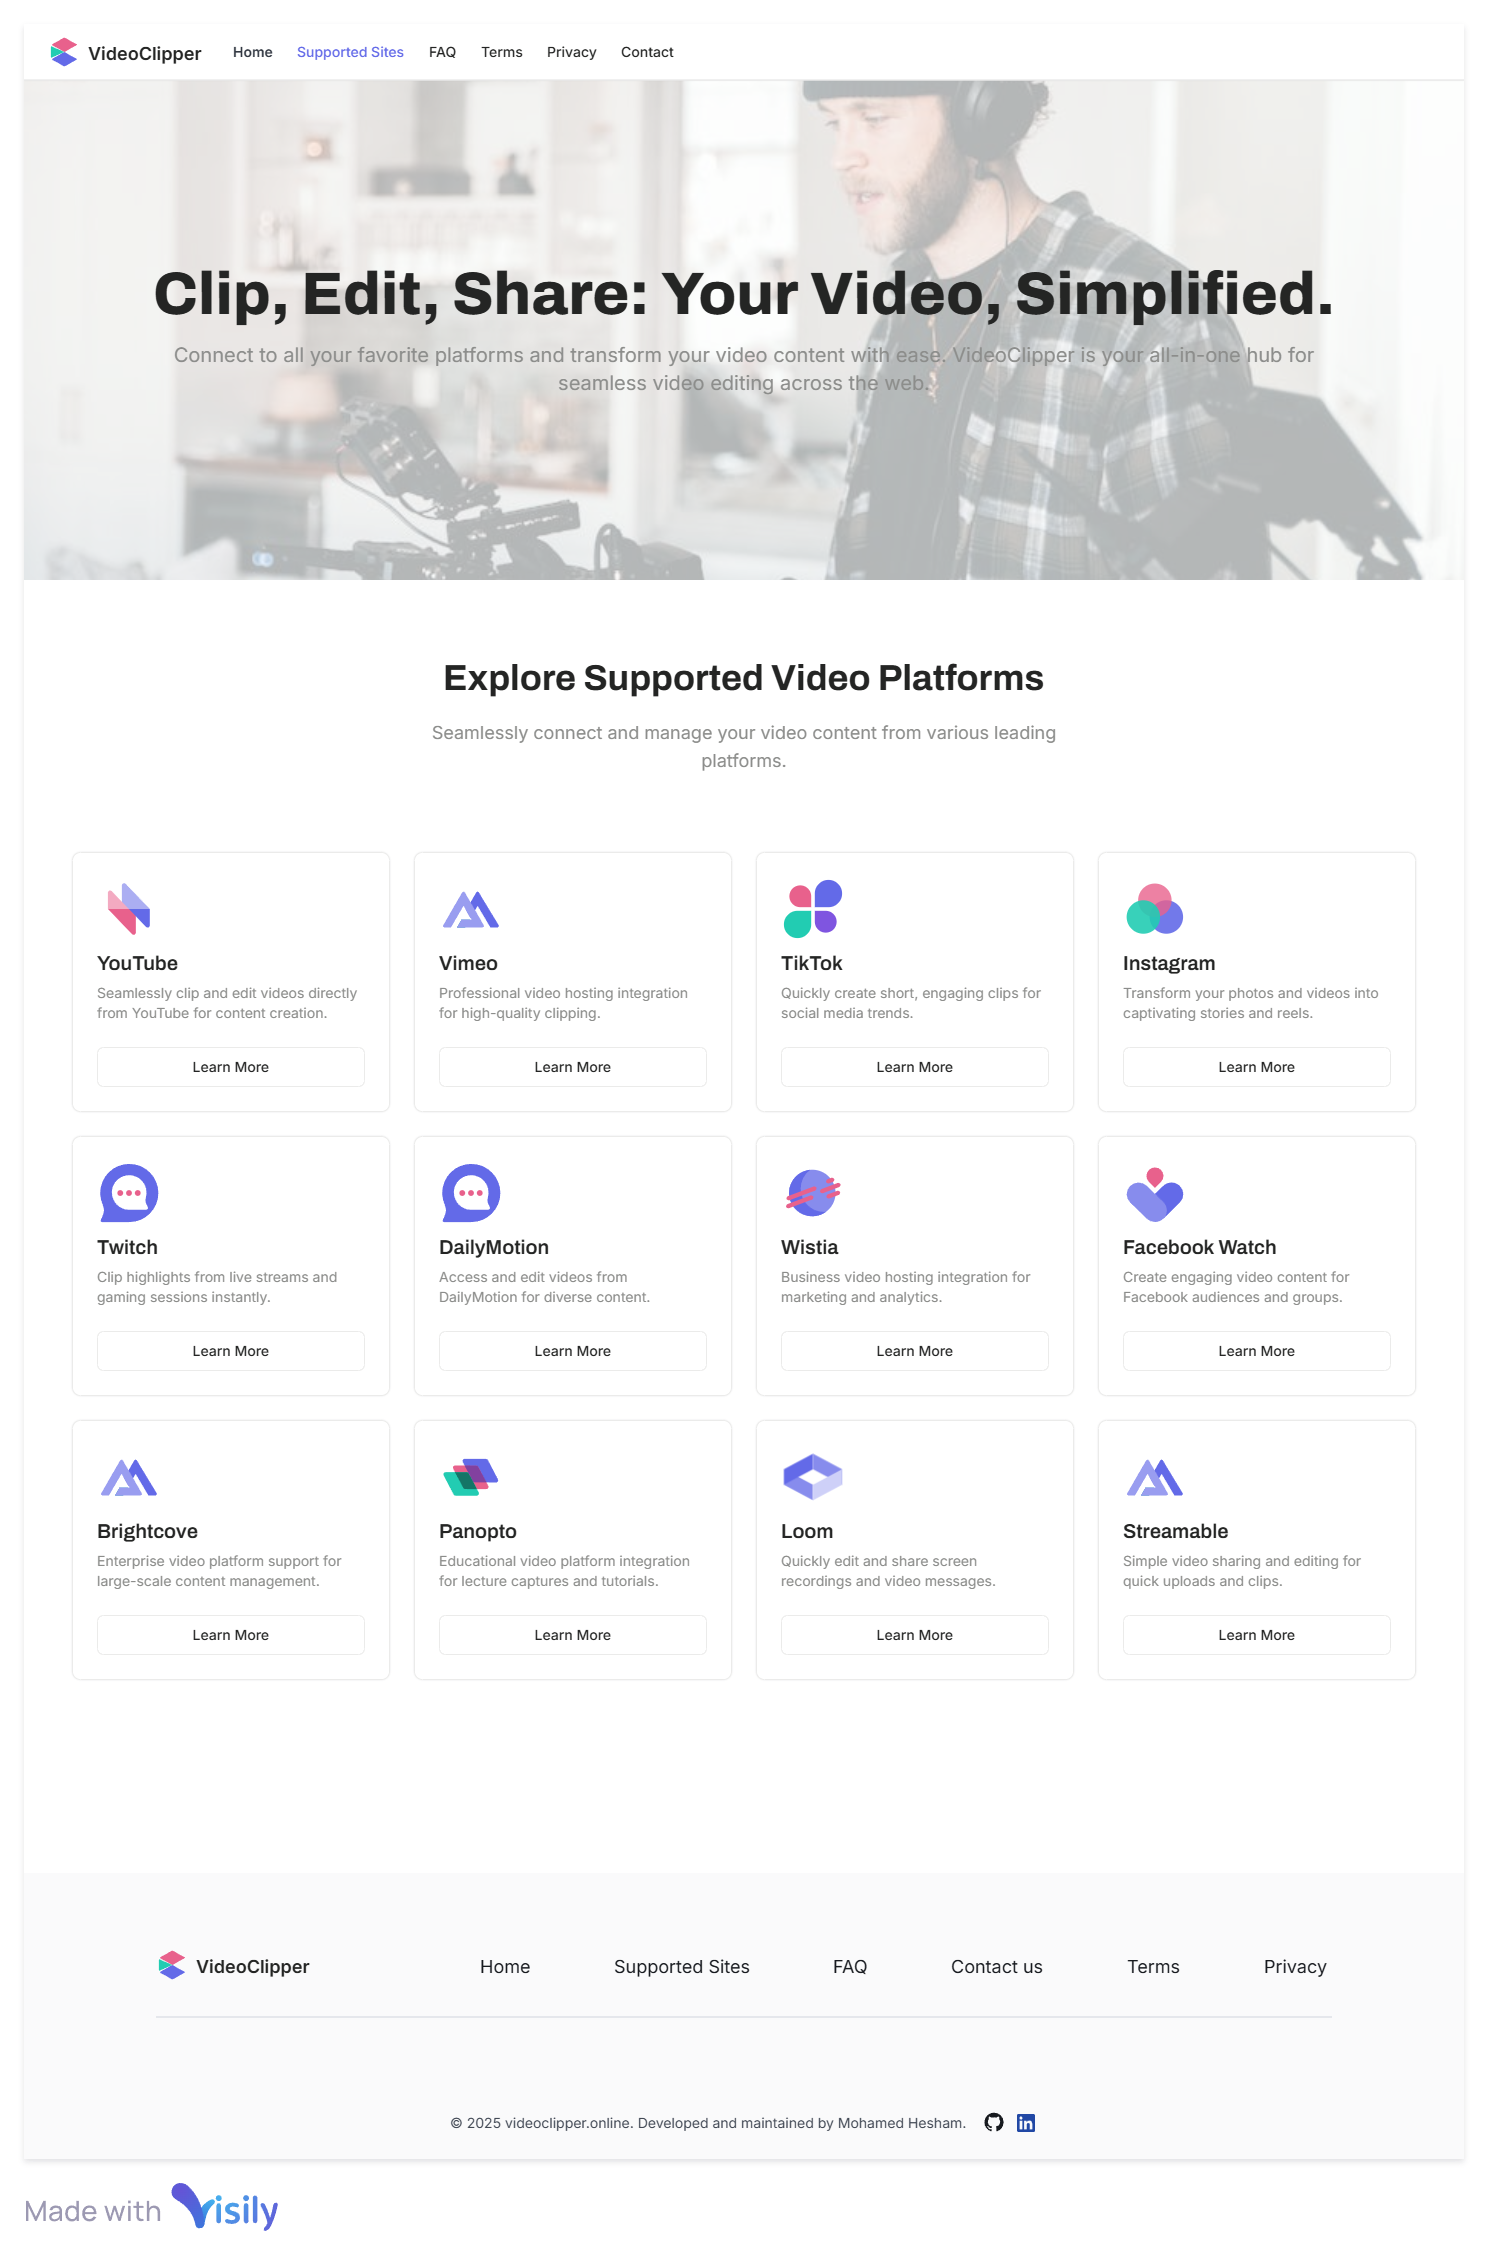 VideoClipper
Home
Supported Sites
FAQ
Terms
Privacy
Contact
Clip, Edit, Share: Your Video, Simplified.
Connect to all your favorite platforms and transform your video content with ease. VideoClipper is your all-in-one hub for
seamless video editing across the web.
Explore Supported Video Platforms
Seamlessly connect and manage your video content from various leading
platforms.
YouTube
Seamlessly clip and edit videos directly
from YouTube for content creation.
Learn More
Vimeo
Professional video hosting integration
for high-quality clipping.
Learn More
TikTok
Quickly create short, engaging clips for
social media trends.
Learn More
Instagram
Transform your photos and videos into
captivating stories and reels.
Learn More
Twitch
Clip highlights from live streams and
gaming sessions instantly.
Learn More
DailyMotion
Access and edit videos from
DailyMotion for diverse content.
Learn More
Wistia
Business video hosting integration for
marketing and analytics.
Learn More
Facebook Watch
Create engaging video content for
Facebook audiences and groups.
Learn More
Brightcove
Enterprise video platform support for
large-scale content management.
Learn More
Panopto
Educational video platform integration
for lecture captures and tutorials.
Learn More
Loom
Quickly edit and share screen
recordings and video messages.
Learn More
Streamable
Simple video sharing and editing for
quick uploads and clips.
Learn More
VideoClipper
Home
Supported Sites
FAQ
Contact us
Terms
Privacy
© 2025 videoclipper.online. Developed and maintained by Mohamed Hesham.
in
Made with Visily